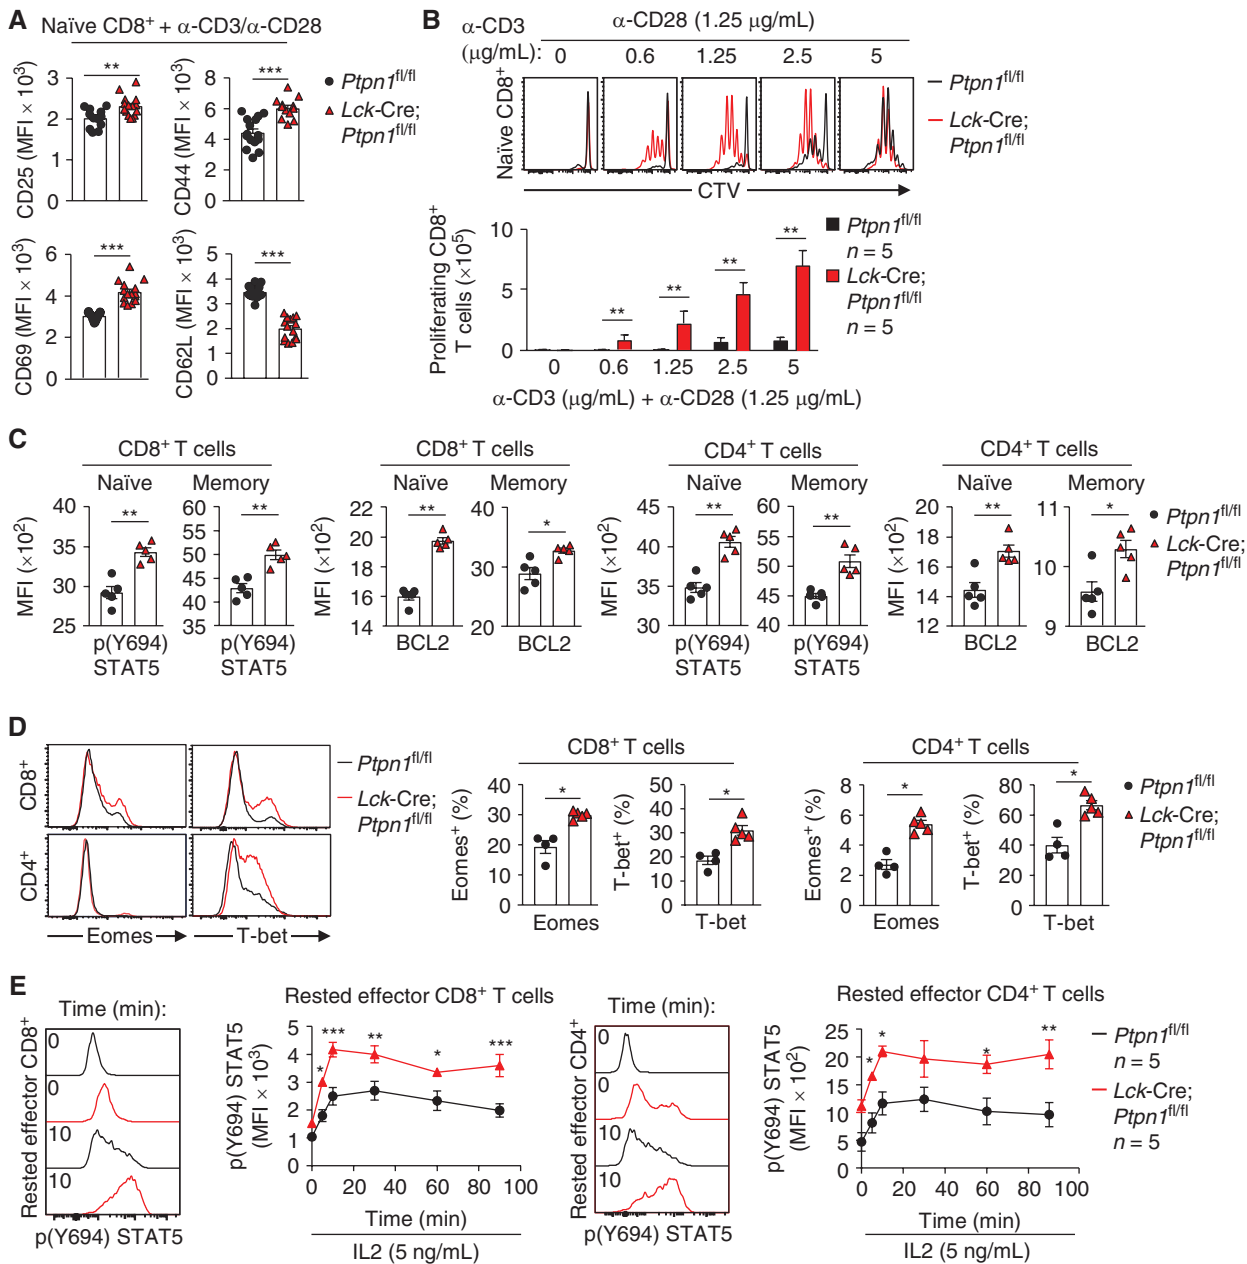 A
Naïve CD8+ + α-CD3/α-CD28
CD25 (MFI × 10³)
3
2
1
0
**
CD44 (MFI × 10³)
8
6
4
2
0
***
Ptpn1fl/fl
Lck-Cre;
Ptpn1fl/fl
CD69 (MFI × 10³)
6
4
2
0
***
CD62L (MFI × 10³)
5
4
3
2
1
0
***
B
α-CD3
(μg/mL):
α-CD28 (1.25 μg/mL)
0 0.6 1.25 2.5 5
Naïve CD8+
CTV
Ptpn1fl/fl
Lck-Cre;
Ptpn1fl/fl
Proliferating CD8+
T cells (×10⁵)
10
5
0
** ** ** **
0 0.6 1.25 2.5 5
α-CD3 (μg/mL) + α-CD28 (1.25 μg/mL)
Ptpn1fl/fl
n = 5
Lck-Cre;
Ptpn1fl/fl
n = 5
C
CD8+ T cells
Naïve Memory
MFI (×10²)
40
35
30
25
**
p(Y694)
STAT5
60
55
50
45
40
35
**
p(Y694)
STAT5
CD8+ T cells
Naïve Memory
MFI (×10²)
22
20
18
16
14
**
BCL2
40
30
20
*
BCL2
CD4+ T cells
Naïve Memory
MFI (×10²)
45
40
35
30
**
p(Y694)
STAT5
60
55
50
45
40
**
p(Y694)
STAT5
CD4+ T cells
Naïve Memory
MFI (×10²)
20
18
16
14
12
**
BCL2
11
10
9
*
BCL2
Ptpn1fl/fl
Lck-Cre;
Ptpn1fl/fl
D
CD8+
CD4+
Eomes
T-bet
Ptpn1fl/fl
Lck-Cre;
Ptpn1fl/fl
CD8+ T cells
Eomes+ (%)
40
30
20
10
0
*
Eomes
T-bet+ (%)
50
40
30
20
10
0
*
T-bet
CD4+ T cells
Eomes+ (%)
8
6
4
2
0
*
Eomes
T-bet+ (%)
80
60
40
20
0
*
T-bet
Ptpn1fl/fl
Lck-Cre;
Ptpn1fl/fl
E
Time (min):
Rested effector CD8+
0
0
10
10
p(Y694) STAT5
Rested effector CD8+ T cells
p(Y694) STAT5
(MFI × 10³)
5
4
3
2
1
0
* *** ** * ***
0 20 40 60 80 100
Time (min)
IL2 (5 ng/mL)
Time (min):
Rested effector CD4+
0
0
10
10
p(Y694) STAT5
Rested effector CD4+ T cells
p(Y694) STAT5
(MFI × 10²)
25
20
15
10
5
0
* * * **
0 20 40 60 80 100
Time (min)
IL2 (5 ng/mL)
Ptpn1fl/fl
n = 5
Lck-Cre;
Ptpn1fl/fl
n = 5